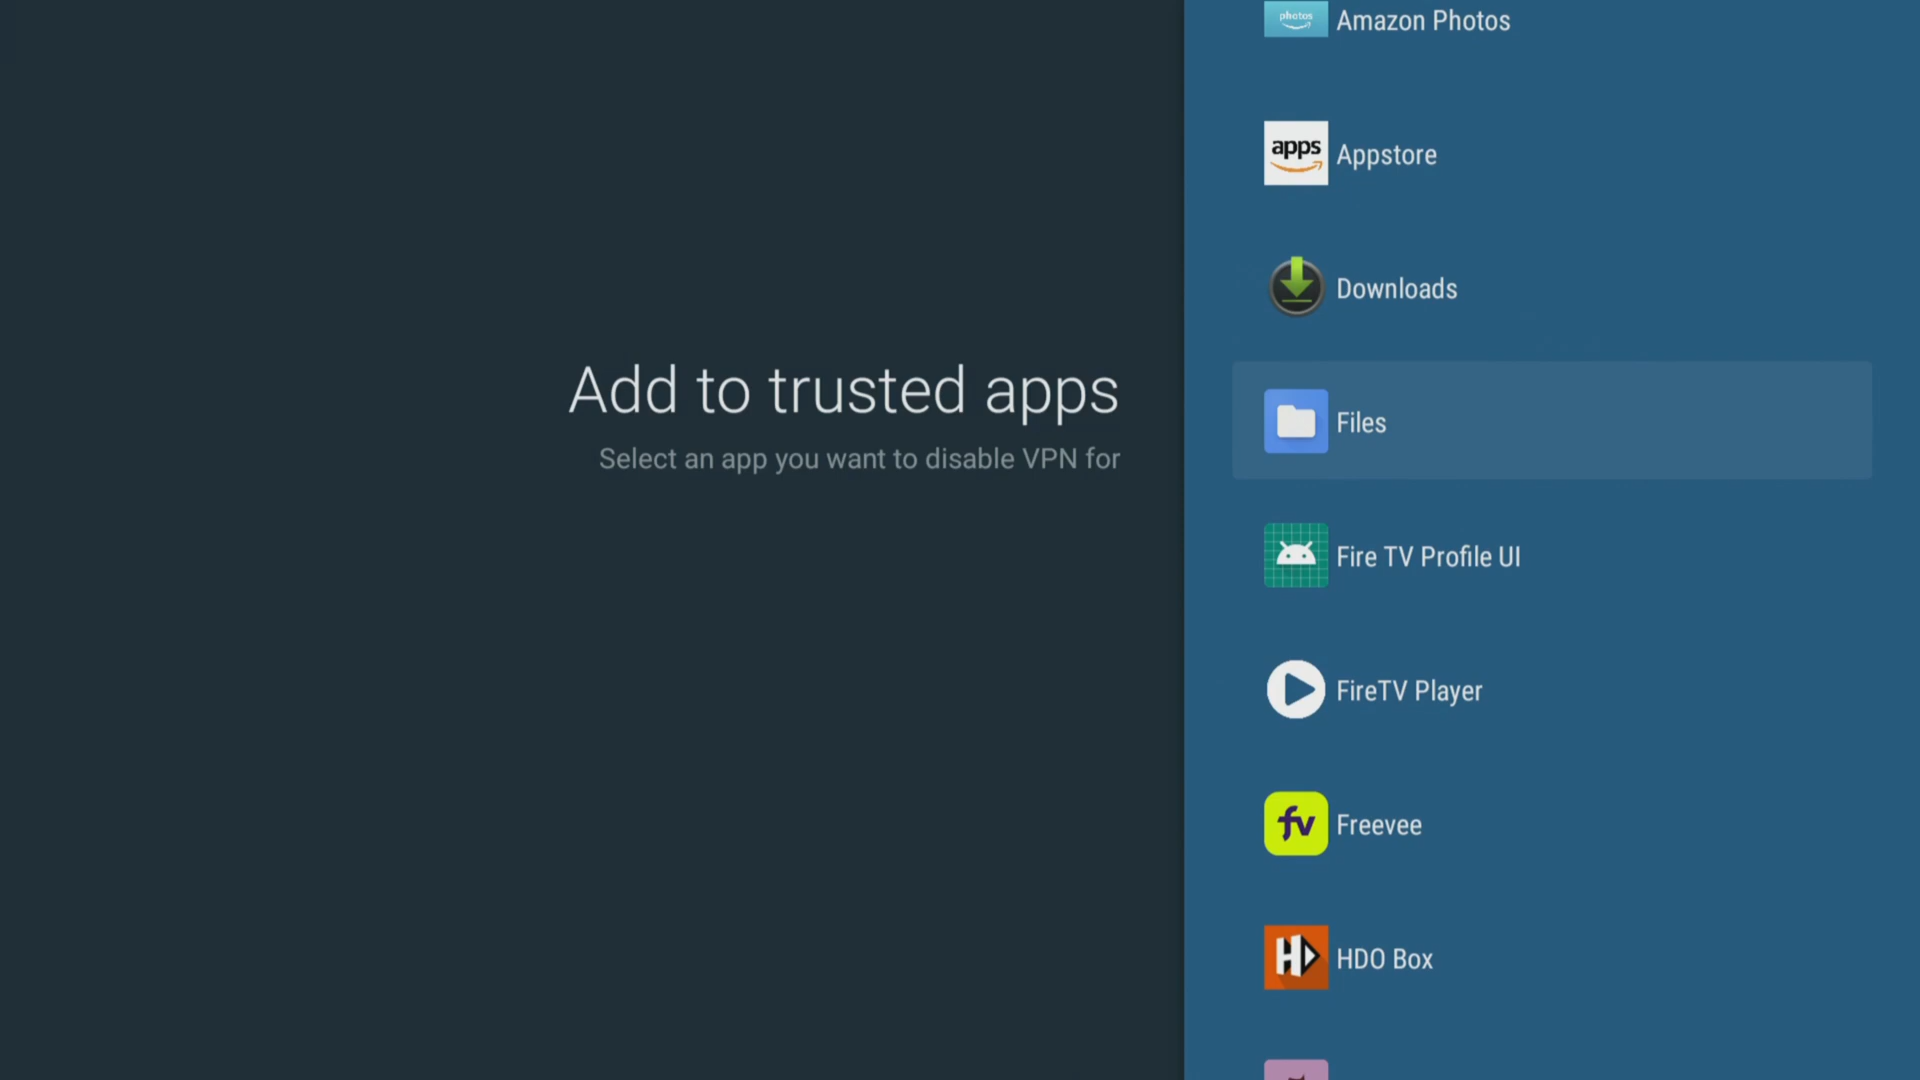 Add to trusted apps
Select an app you want to disable VPN for
photos
Amazon Photos
apps
Appstore
Downloads
Files
Fire TV Profile UI
FireTV Player
fv
Freevee
HD
HDO Box